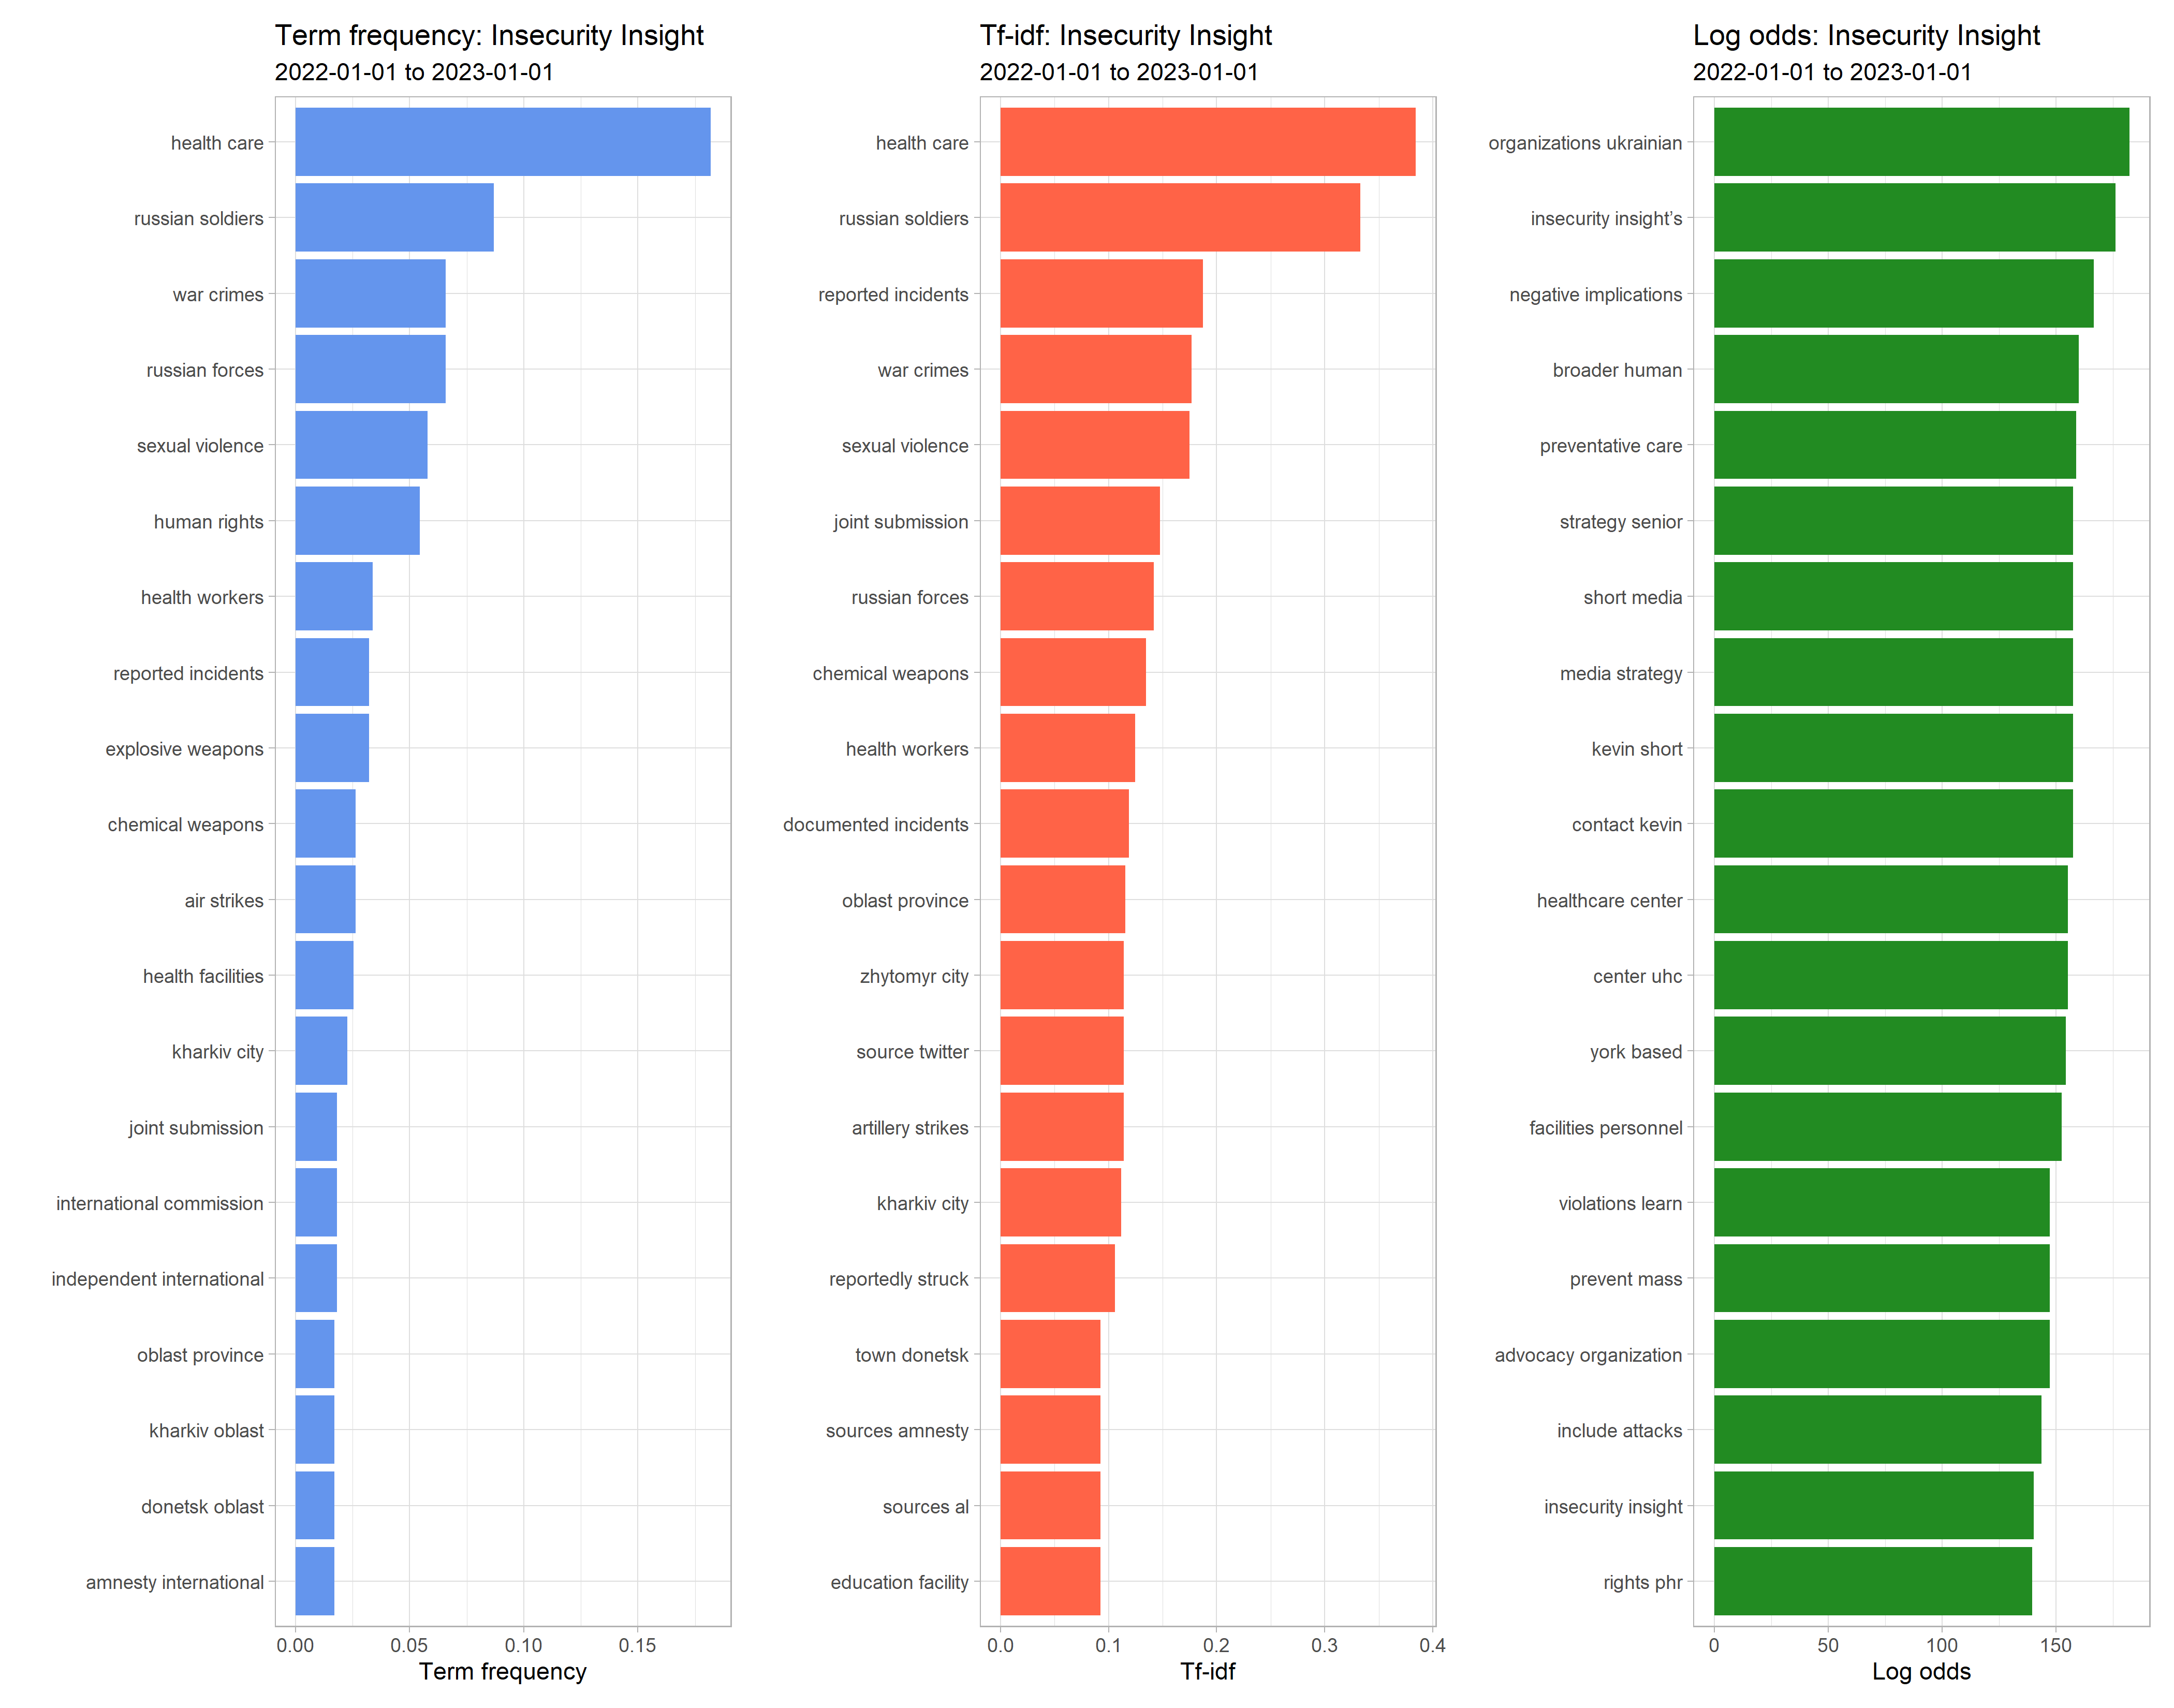 Term frequency: Insecurity Insight
2022-01-01 to 2023-01-01
health care
russian soldiers
war crimes
russian forces
sexual violence
human rights
health workers
reported incidents
explosive weapons
chemical weapons
air strikes
health facilities
kharkiv city
joint submission
international commission
independent international
oblast province
kharkiv oblast
donetsk oblast
amnesty international
0.00 0.05 0.10 0.15
Term frequency
Tf-idf: Insecurity Insight
2022-01-01 to 2023-01-01
health care
russian soldiers
reported incidents
war crimes
sexual violence
joint submission
russian forces
chemical weapons
health workers
documented incidents
oblast province
zhytomyr city
source twitter
artillery strikes
kharkiv city
reportedly struck
town donetsk
sources amnesty
sources al
education facility
0.0 0.1 0.2 0.3 0.4
Tf-idf
Log odds: Insecurity Insight
2022-01-01 to 2023-01-01
organizations ukrainian
insecurity insight’s
negative implications
broader human
preventative care
strategy senior
short media
media strategy
kevin short
contact kevin
healthcare center
center uhc
york based
facilities personnel
violations learn
prevent mass
advocacy organization
include attacks
insecurity insight
rights phr
0 50 100 150
Log odds